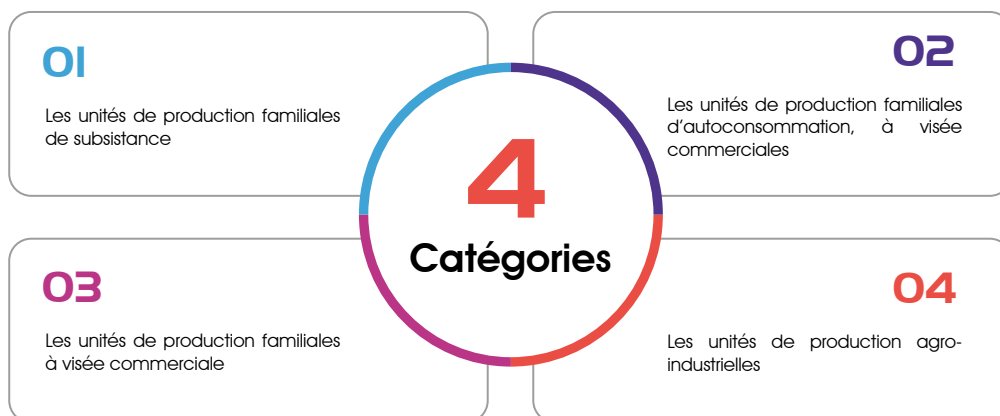 01
Les unités de production familiales
de subsistance
02
Les unités de production familiales
d'autoconsommation, à visée
commerciales
4
Catégories
03
Les unités de production familiales
à visée commerciale
04
Les unités de production agro-
industrielles